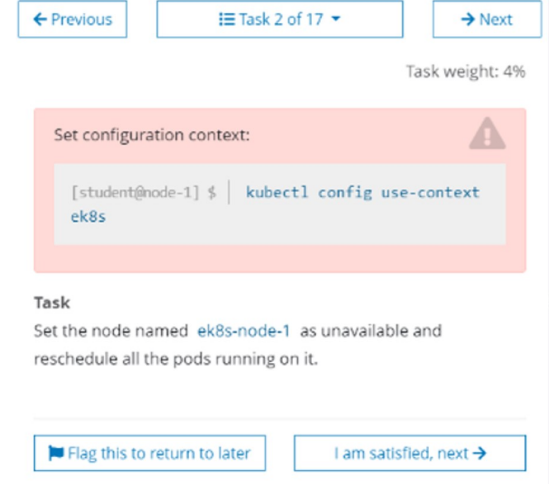 ← Previous
Task 2 of 17
→ Next
Task weight: 4%
Set configuration context:
[student@node-1] $ | kubectl config use-context
ek8s
Task
Set the node named ek8s-node-1 as unavailable and
reschedule all the pods running on it.
Flag this to return to later
I am satisfied, next →